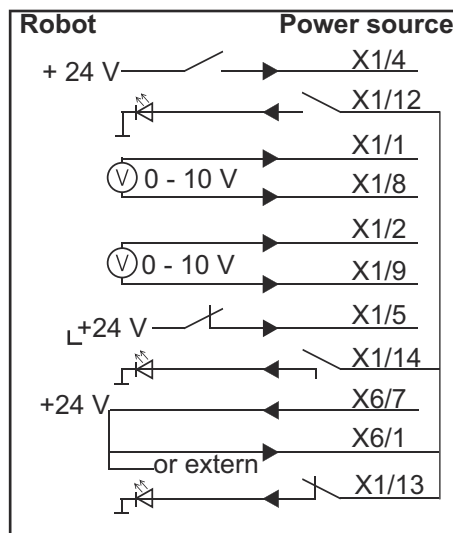 Robot Power source
+ 24 V X1/4
X1/12
X1/1
V 0 - 10 V
X1/8
X1/2
V 0 - 10 V
X1/9
+24 V X1/5
X1/14
+24 V X6/7
X6/1
or extern
X1/13